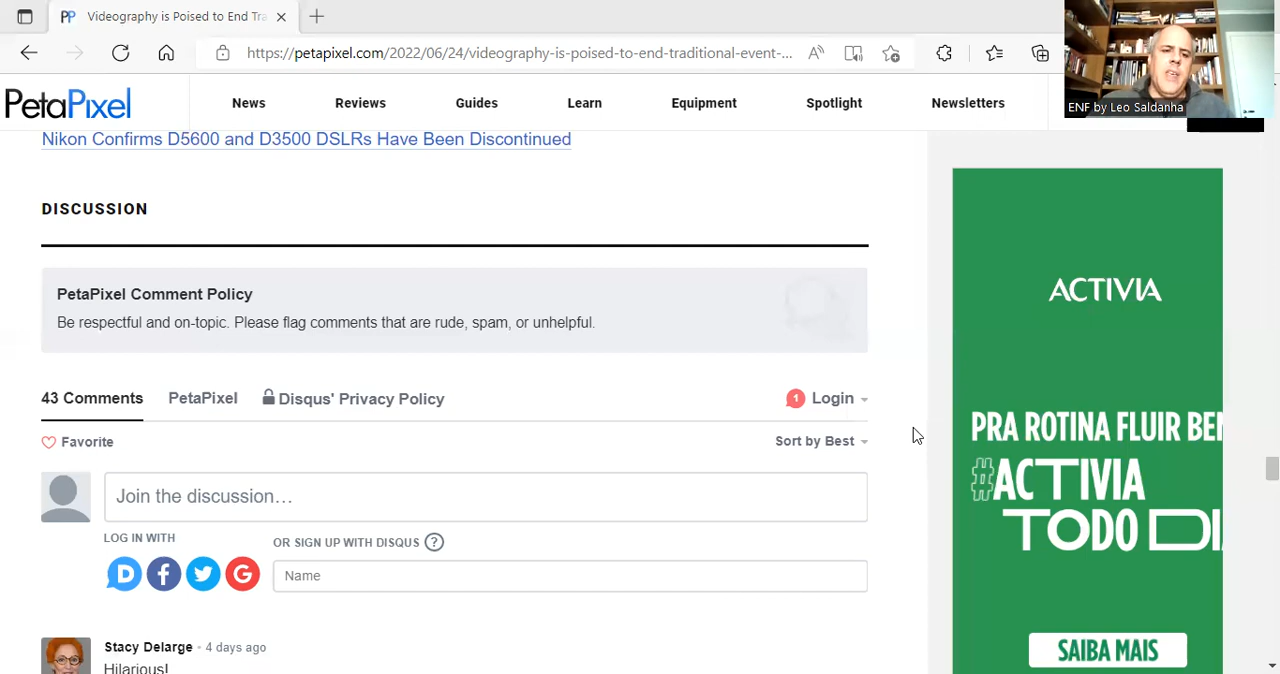 Videography is Poised to End Tra
https://petapixel.com/2022/06/24/videography-is-poised-to-end-traditional-event-...
ENF by Leo Saldanha
PetaPixel
News
Reviews
Guides
Learn
Equipment
Spotlight
Newsletters
Nikon Confirms D5600 and D3500 DSLRs Have Been Discontinued
DISCUSSION
PetaPixel Comment Policy
Be respectful and on-topic. Please flag comments that are rude, spam, or unhelpful.
43 Comments
PetaPixel
Disqus' Privacy Policy
1
Login
Favorite
Sort by Best
Join the discussion...
LOG IN WITH
OR SIGN UP WITH DISQUS ?
Name
Stacy Delarge • 4 days ago
Hilarious!
ACTIVIA
PRA ROTINA FLUIR BEM
#ACTIVIA
TODO DI
SAIBA MAIS